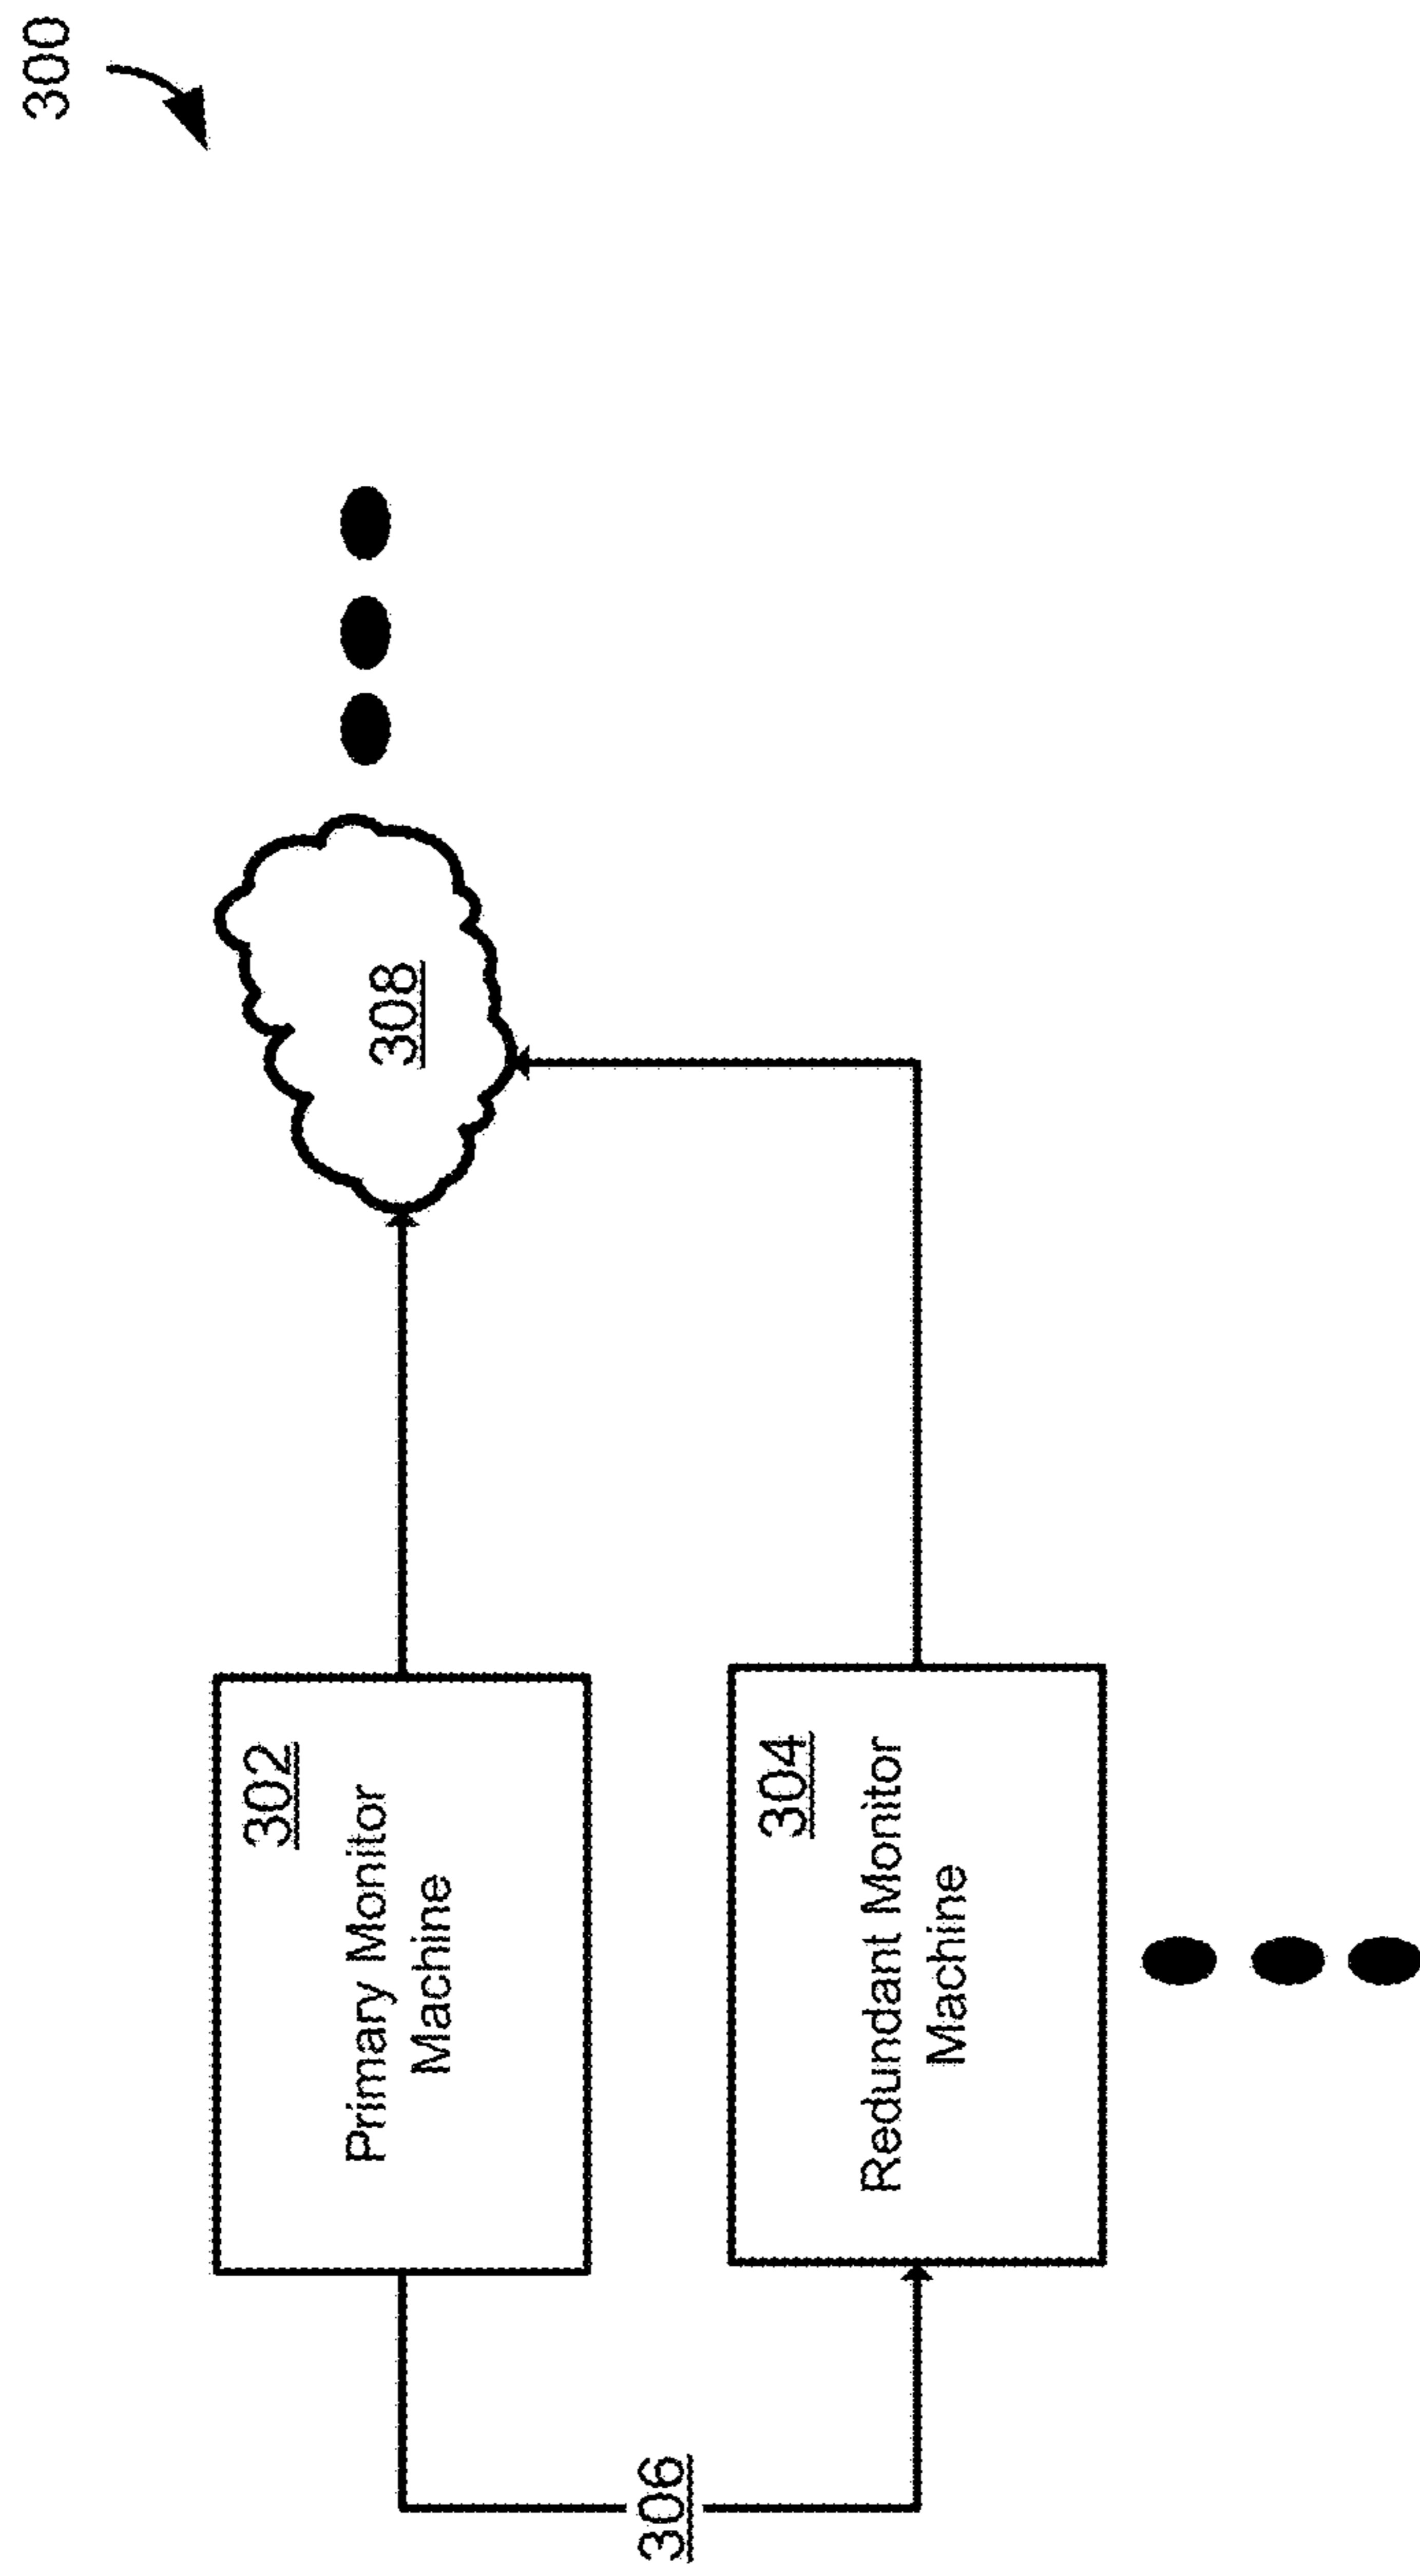 300
302
Primary Monitor
Machine
308
304
Redundant Monitor
Machine
306